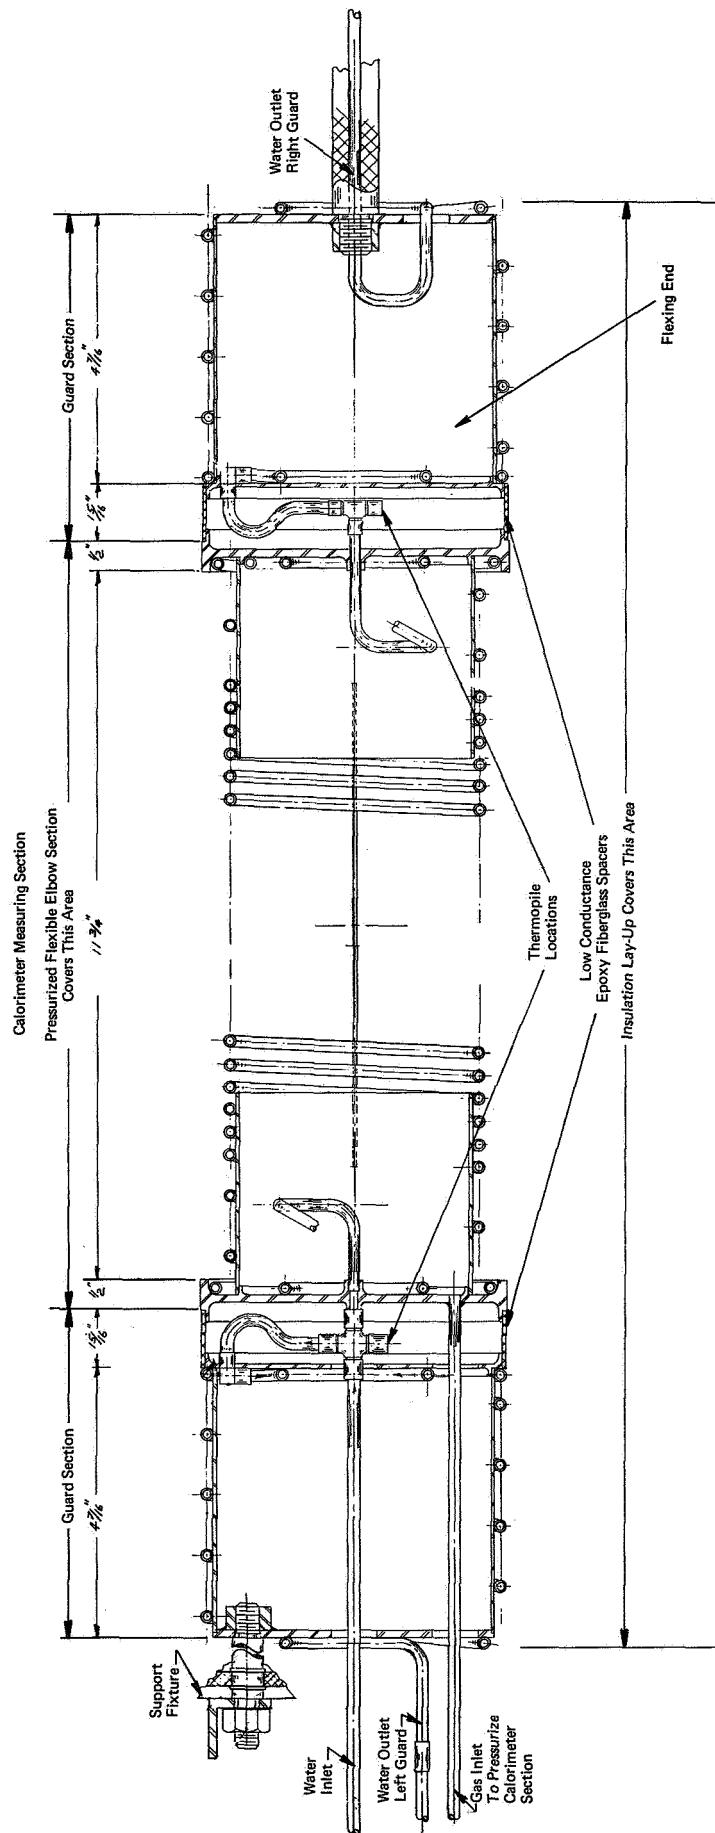 Calorimeter Measuring Section
Pressurized Flexible Elbow Section
Covers This Area
11 3/4"
Guard Section
4 7/16"
15/16"
1/2"
1/2"
15/16"
Guard Section
4 7/16"
Support
Fixture
Water
Inlet
Water Outlet
Left Guard
Gas Inlet
To Pressurize
Calorimeter
Section
Water Outlet
Right Guard
Flexing End
Thermopile
Locations
Low Conductance
Epoxy Fiberglass Spacers
Insulation Lay-Up Covers This Area